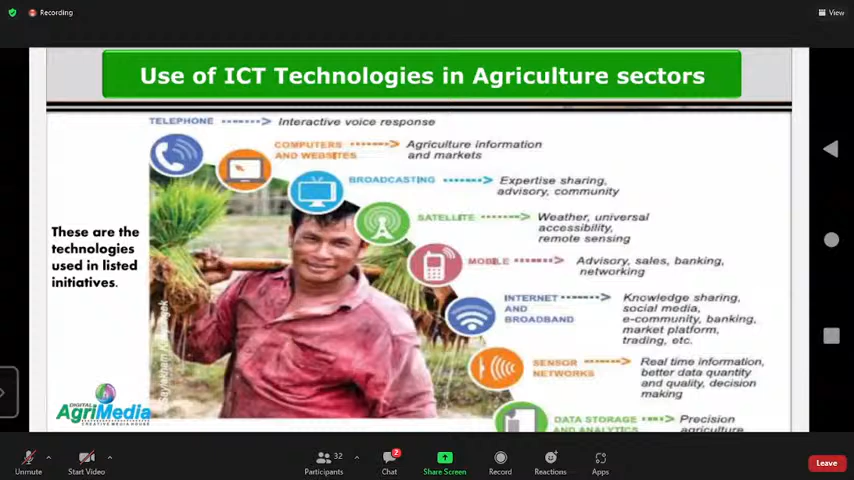 Recording
View
Use of ICT Technologies in Agriculture sectors
TELEPHONE
Interactive voice response
COMPUTERS
AND WEBSITES
Agriculture information
and markets
BROADCASTING
Expertise sharing,
advisory, community
SATELLITE
Weather, universal
accessibility,
remote sensing
These are the
technologies
used in listed
initiatives.
MOBILE
Advisory, sales, banking,
networking
INTERNET
AND
BROADBAND
Knowledge sharing,
social media,
e-community, banking,
market platform,
trading, etc.
SENSOR
NETWORKS
Real time information,
better data quantity
and quality, decision
making
DATA STORAGE
AND ANALYTICS
Precision
agriculture
DIGITAL
AgriMedia
CREATIVE MEDIA HOUSE
Unmute
Start Video
32
Participants
2
Chat
Share Screen
Record
Reactions
Apps
Leave